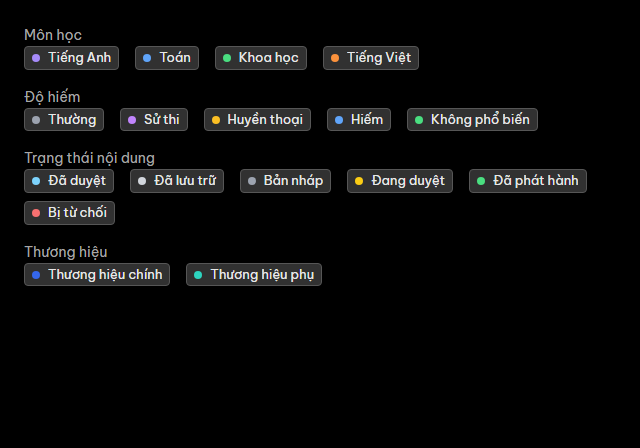 Môn học
Tiếng Anh Toán Khoa học Tiếng Việt
Độ hiếm
Thường Sử thi Huyền thoại Hiếm Không phổ biến
Trạng thái nội dung
Đã duyệt Đã lưu trữ Bản nháp Đang duyệt Đã phát hành
Bị từ chối
Thương hiệu
Thương hiệu chính Thương hiệu phụ